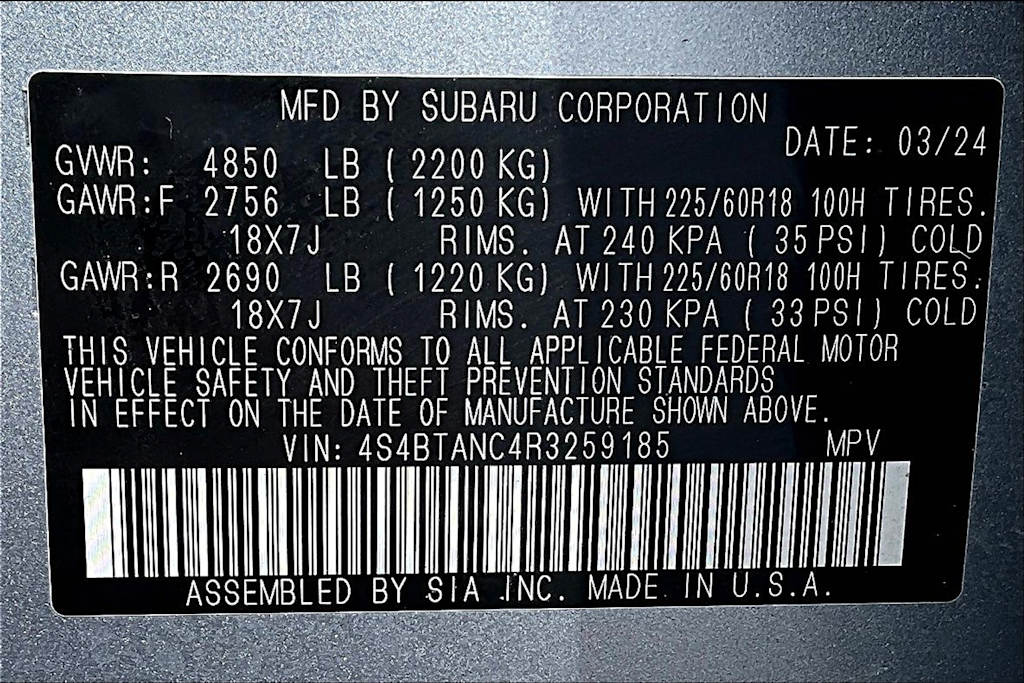 MFD BY SUBARU CORPORATION
DATE: 03/24
GVWR: 4850 LB ( 2200 KG)
GAWR:F 2756 LB ( 1250 KG) WITH 225/60R18 100H TIRES.
18X7J RIMS. AT 240 KPA ( 35 PSI) COLD
GAWR:R 2690 LB ( 1220 KG) WITH 225/60R18 100H TIRES.
18X7J RIMS. AT 230 KPA ( 33 PSI) COLD
THIS VEHICLE CONFORMS TO ALL APPLICABLE FEDERAL MOTOR
VEHICLE SAFETY AND THEFT PREVENTION STANDARDS
IN EFFECT ON THE DATE OF MANUFACTURE SHOWN ABOVE.
VIN: 4S4BTANC4R3259185 MPV
ASSEMBLED BY SIA INC. MADE IN U.S.A.